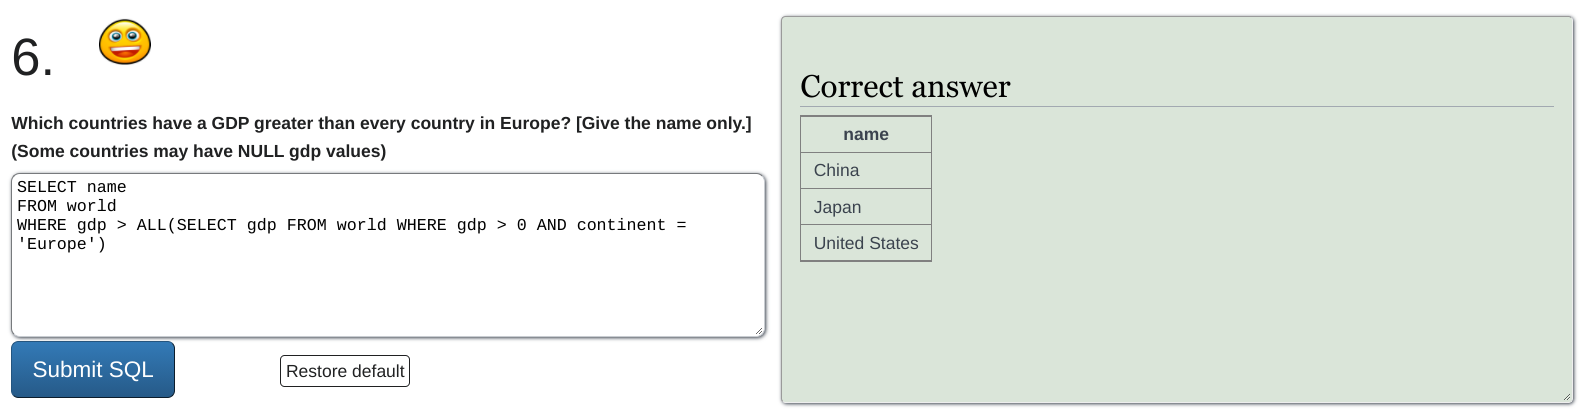 6.
Which countries have a GDP greater than every country in Europe? [Give the name only.]
(Some countries may have NULL gdp values)
SELECT name
FROM world
WHERE gdp > ALL(SELECT gdp FROM world WHERE gdp > 0 AND continent =
'Europe')
Submit SQL
Restore default
Correct answer
name
China
Japan
United States